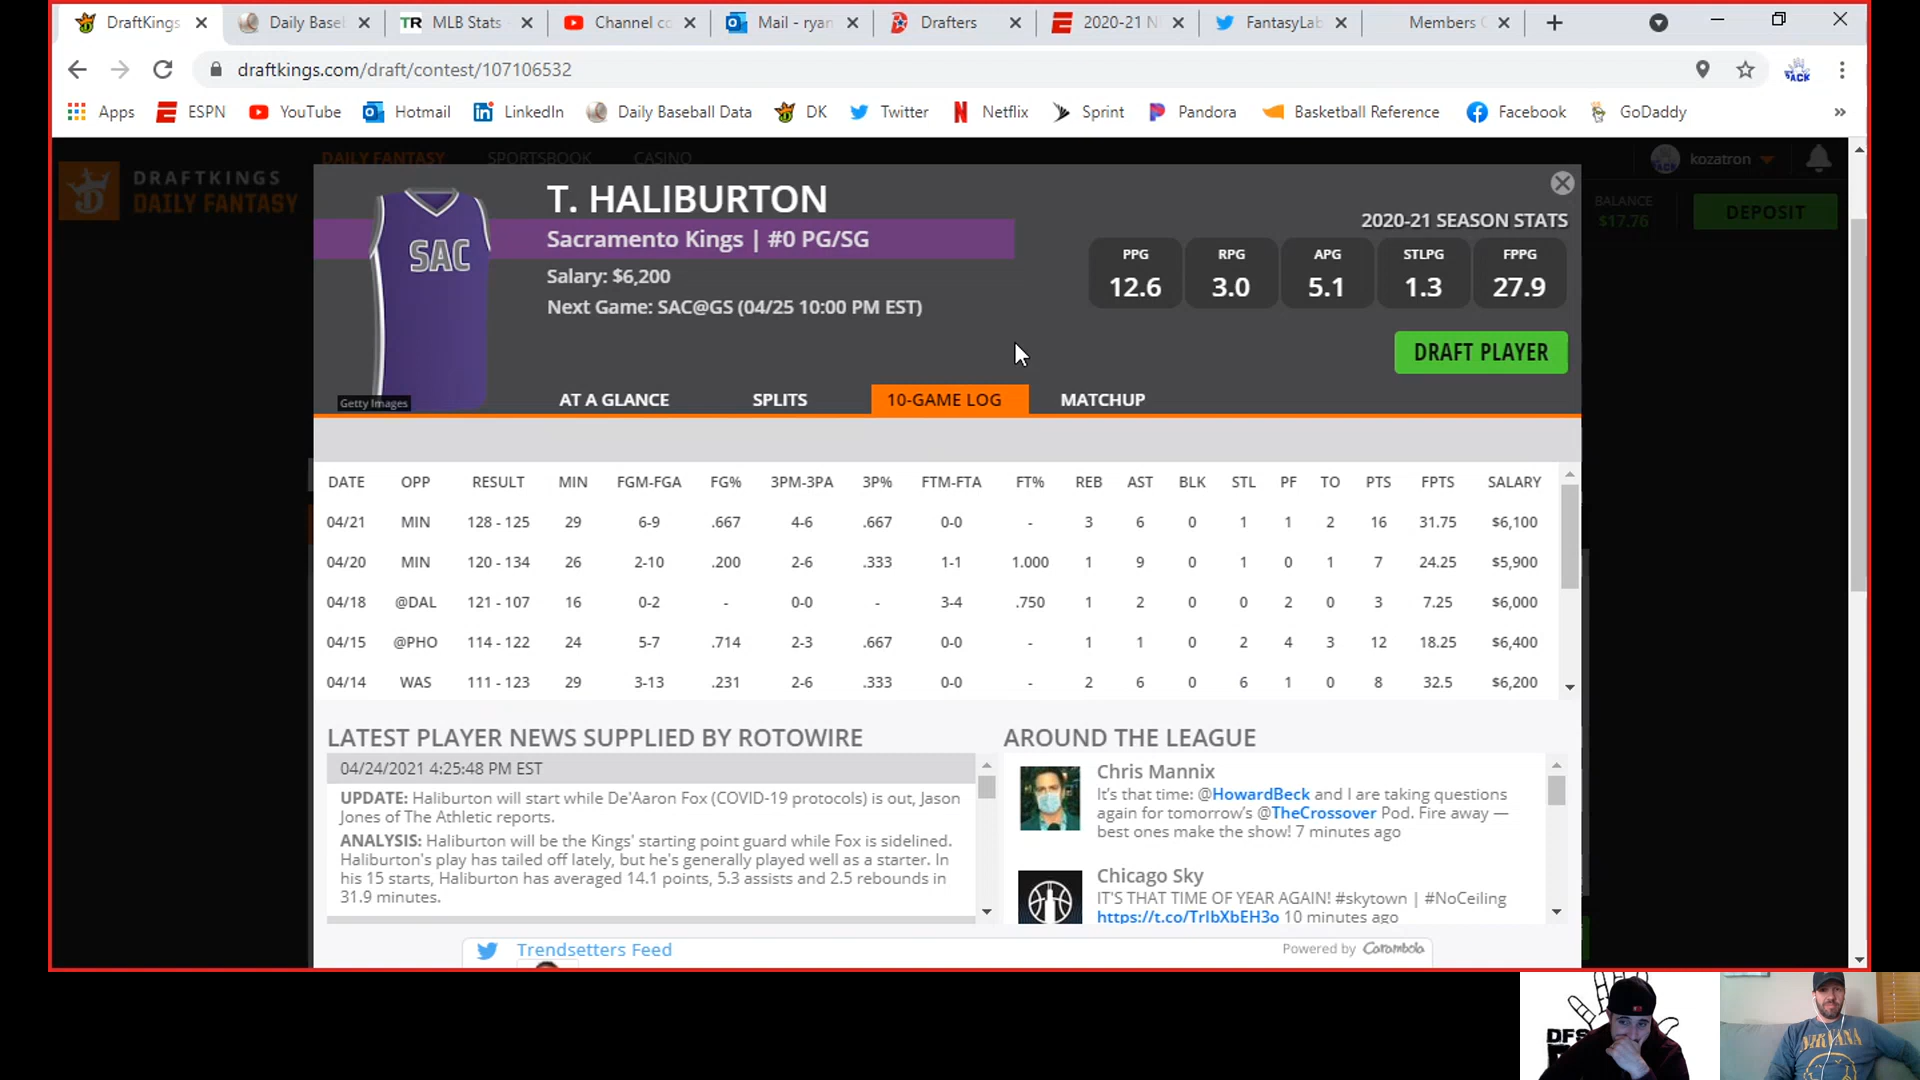 DraftKings
Daily Basel
TR MLB Stats
Channel co
Mail - ryan
Drafters
2020-21 N
FantasyLab
Members
draftkings.com/draft/contest/107106532
SACK
Apps
ESPN
YouTube
Hotmail
LinkedIn
Daily Baseball Data
DK
Twitter
Netflix
Sprint
Pandora
Basketball Reference
Facebook
GoDaddy
»
DRAFTKINGS
DAILY FANTASY
DAILY FANTASY
SPORTSBOOK
CASINO
kozatron
BALANCE
$17.76
DEPOSIT
SAC
Getty Images
T. HALIBURTON
Sacramento Kings | #0 PG/SG
Salary: $6,200
Next Game: SAC@GS (04/25 10:00 PM EST)
2020-21 SEASON STATS
PPG RPG APG STLPG FPPG
12.6 3.0 5.1 1.3 27.9
DRAFT PLAYER
AT A GLANCE SPLITS 10-GAME LOG MATCHUP
DATE OPP RESULT MIN FGM-FGA FG% 3PM-3PA 3P% FTM-FTA FT% REB AST BLK STL PF TO PTS FPTS SALARY
04/21 MIN 128 - 125 29 6-9 .667 4-6 .667 0-0 - 3 6 0 1 1 2 16 31.75 $6,100
04/20 MIN 120 - 134 26 2-10 .200 2-6 .333 1-1 1.000 1 9 0 1 0 1 7 24.25 $5,900
04/18 @DAL 121 - 107 16 0-2 - 0-0 - 3-4 .750 1 2 0 0 2 0 3 7.25 $6,000
04/15 @PHO 114 - 122 24 5-7 .714 2-3 .667 0-0 - 1 1 0 2 4 3 12 18.25 $6,400
04/14 WAS 111 - 123 29 3-13 .231 2-6 .333 0-0 - 2 6 0 6 1 0 8 32.5 $6,200
LATEST PLAYER NEWS SUPPLIED BY ROTOWIRE
04/24/2021 4:25:48 PM EST
UPDATE: Haliburton will start while De'Aaron Fox (COVID-19 protocols) is out, Jason
Jones of The Athletic reports.
ANALYSIS: Haliburton will be the Kings' starting point guard while Fox is sidelined.
Haliburton's play has tailed off lately, but he's generally played well as a starter. In
his 15 starts, Haliburton has averaged 14.1 points, 5.3 assists and 2.5 rebounds in
31.9 minutes.
AROUND THE LEAGUE
Chris Mannix
It's that time: @HowardBeck and I are taking questions
again for tomorrow's @TheCrossover Pod. Fire away —
best ones make the show! 7 minutes ago
Chicago Sky
IT'S THAT TIME OF YEAR AGAIN! #skytown | #NoCeiling
https://t.co/TrIbXbEH3o 10 minutes ago
Trendsetters Feed
Powered by Carambola
DFS
NIRVANA